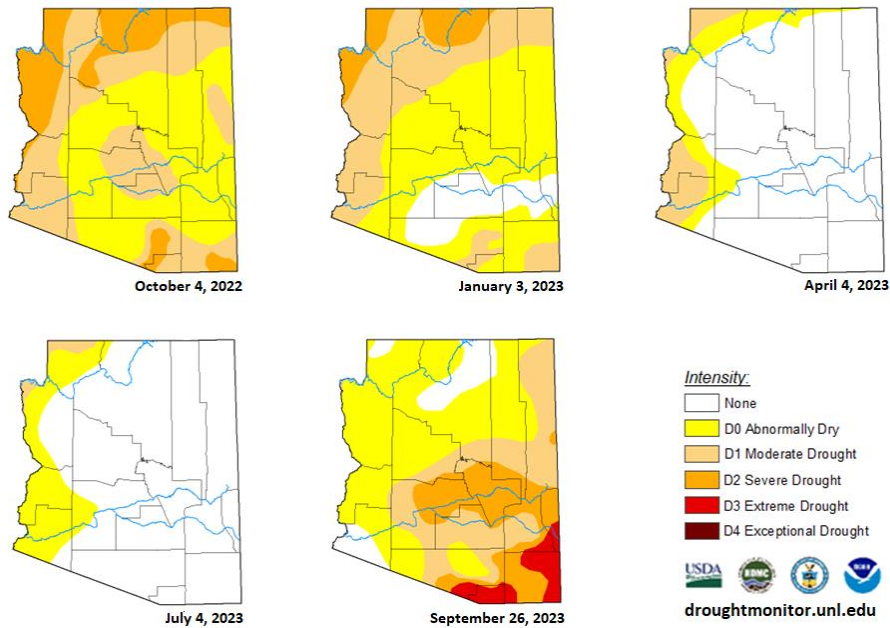 October 4, 2022
January 3, 2023
April 4, 2023
July 4, 2023
September 26, 2023
Intensity:
None
D0 Abnormally Dry
D1 Moderate Drought
D2 Severe Drought
D3 Extreme Drought
D4 Exceptional Drought
USDA
droughtmonitor.unl.edu